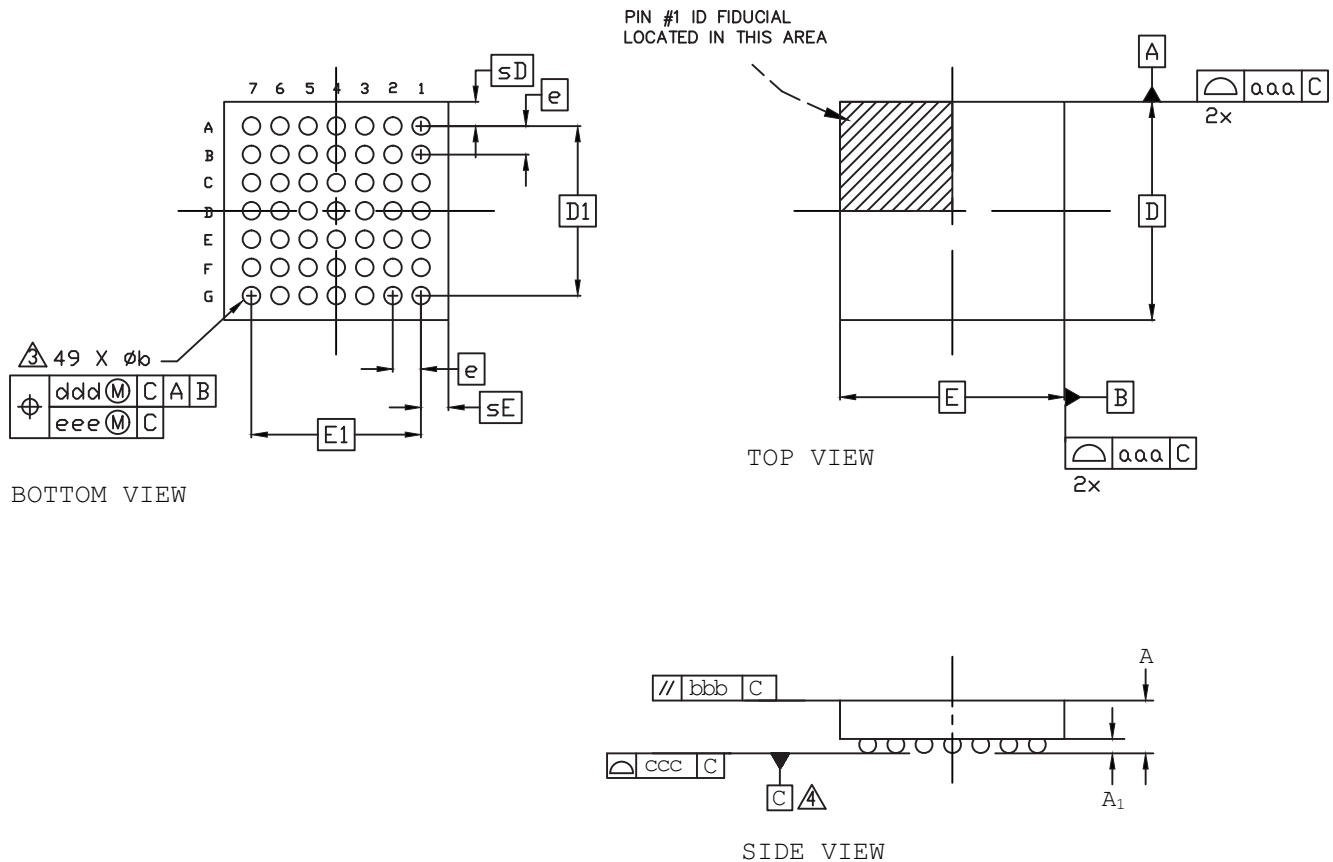 PIN #1 ID FIDUCIAL
LOCATED IN THIS AREA
A
aaa C
2x
sD
e
7 6 5 4 3 2 1
A
B
C
D
E
F
G
D1
D
3 49 X Øb
ddd Ⓜ C A B
eee Ⓜ C
e
sE
E1
E
B
aaa C
2x
TOP VIEW
BOTTOM VIEW
A
// bbb C
ccc C
C 4
A1
SIDE VIEW